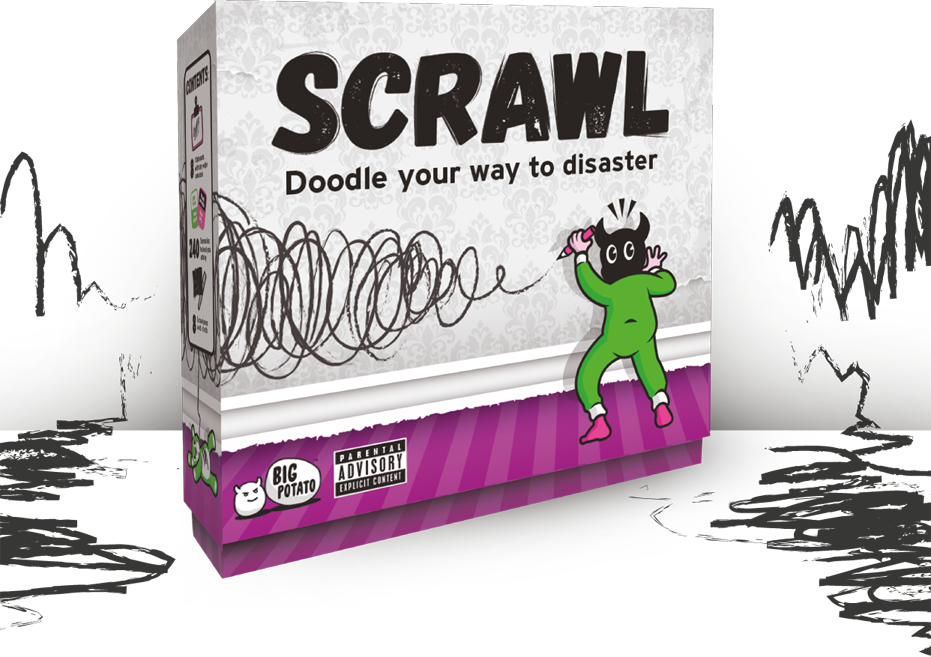 SCRAWL
Doodle your way to disaster
CONTENTS:
240
BIG
POTATO
PARENTAL
ADVISORY
EXPLICIT CONTENT